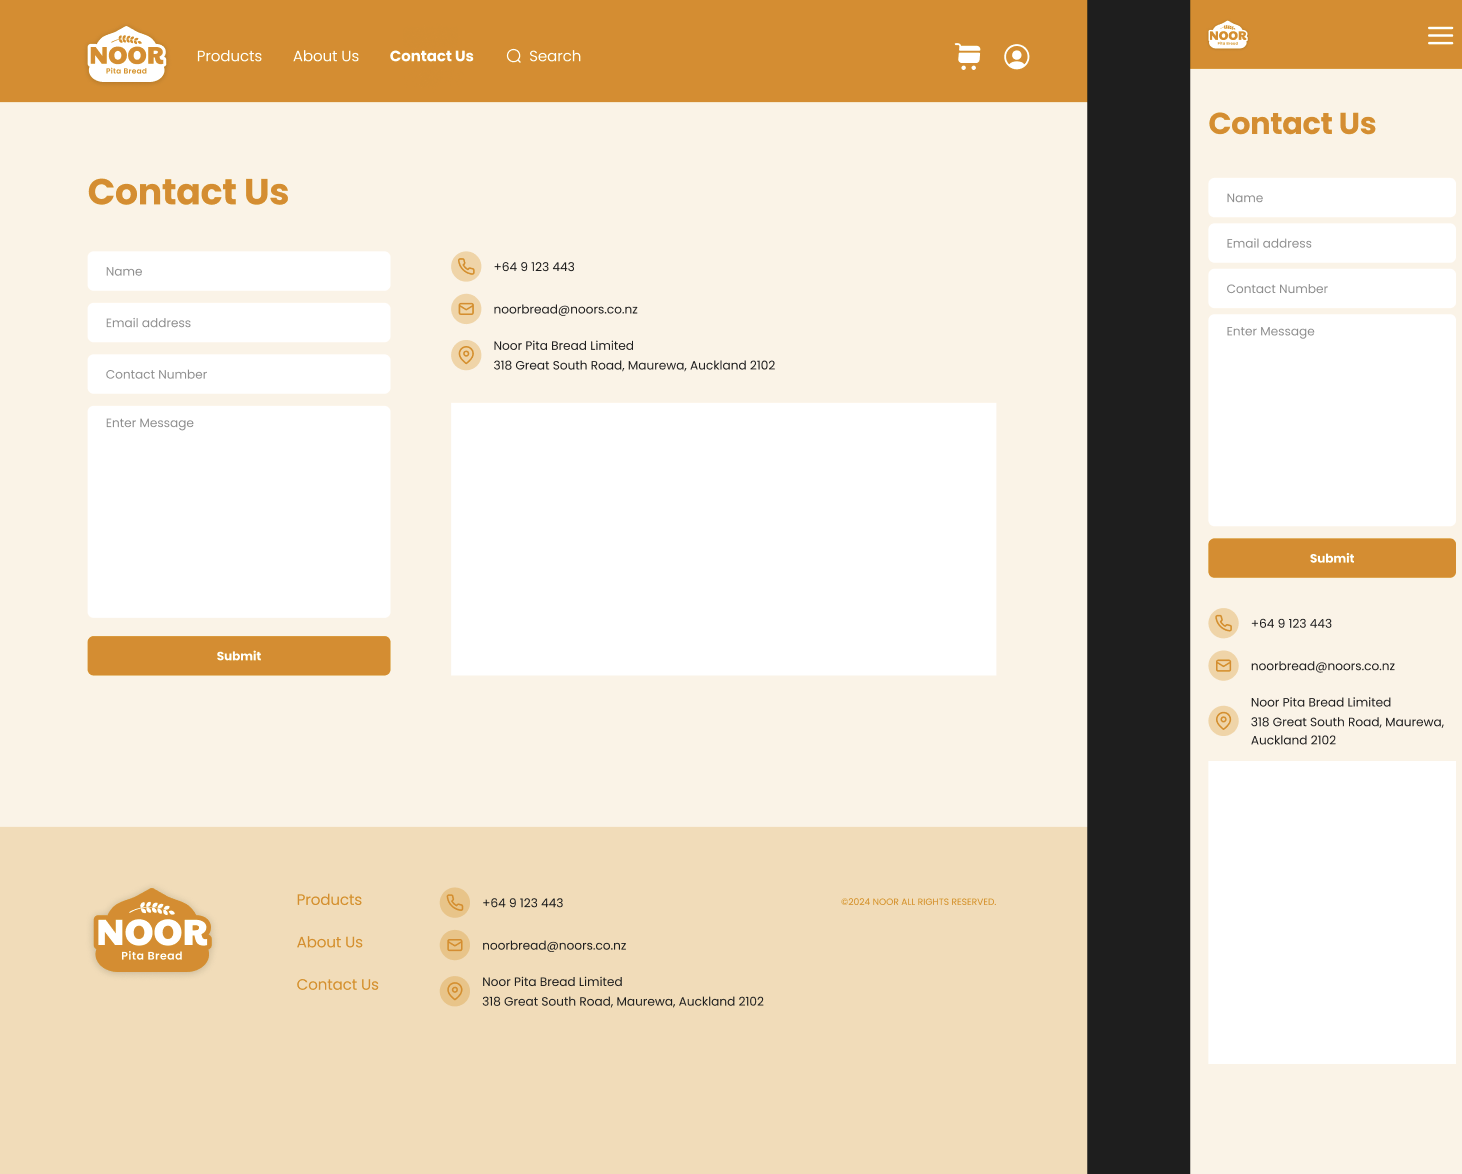 NOOR
Pita Bread
Products
About Us
Contact Us
Search
Contact Us
Name
Email address
Contact Number
Enter Message
Submit
+64 9 123 443
noorbread@noors.co.nz
Noor Pita Bread Limited
318 Great South Road, Maurewa, Auckland 2102
NOOR
Pita Bread
Products
About Us
Contact Us
+64 9 123 443
noorbread@noors.co.nz
Noor Pita Bread Limited
318 Great South Road, Maurewa, Auckland 2102
©2024 NOOR ALL RIGHTS RESERVED.
NOOR
Pita Bread
Contact Us
Name
Email address
Contact Number
Enter Message
Submit
+64 9 123 443
noorbread@noors.co.nz
Noor Pita Bread Limited
318 Great South Road, Maurewa,
Auckland 2102